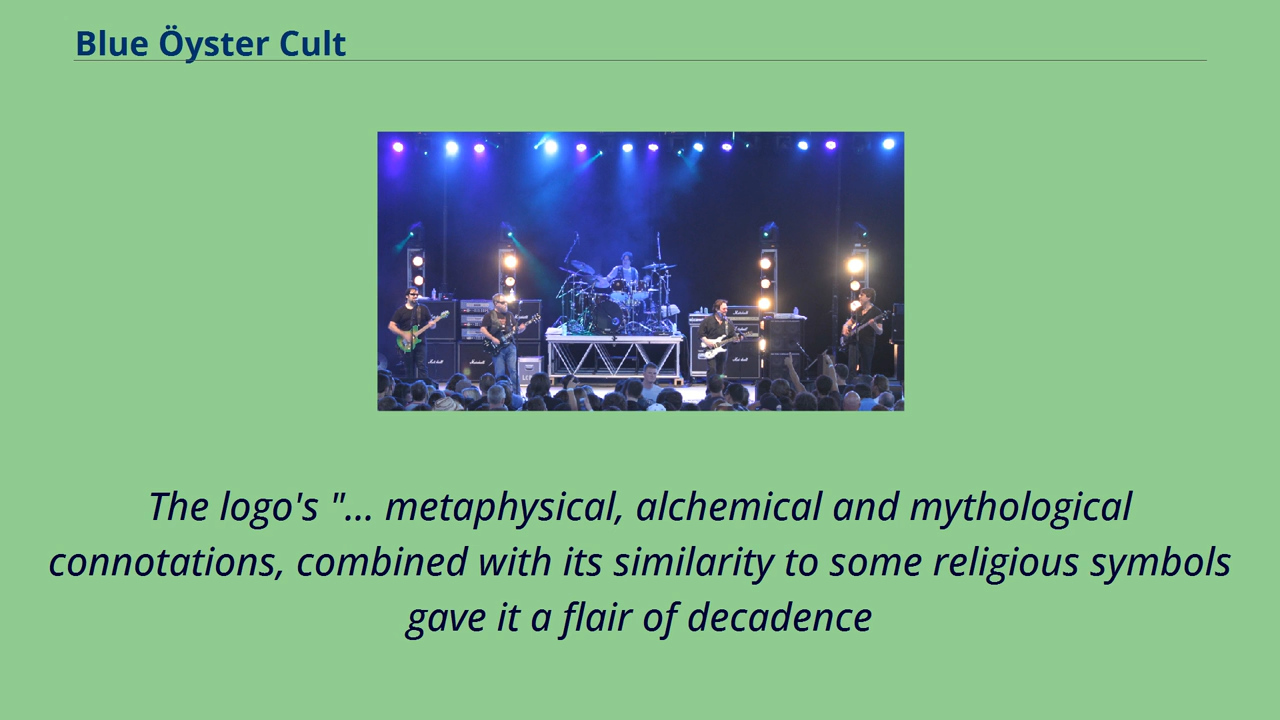 Blue Öyster Cult
The logo's "... metaphysical, alchemical and mythological
connotations, combined with its similarity to some religious symbols
gave it a flair of decadence